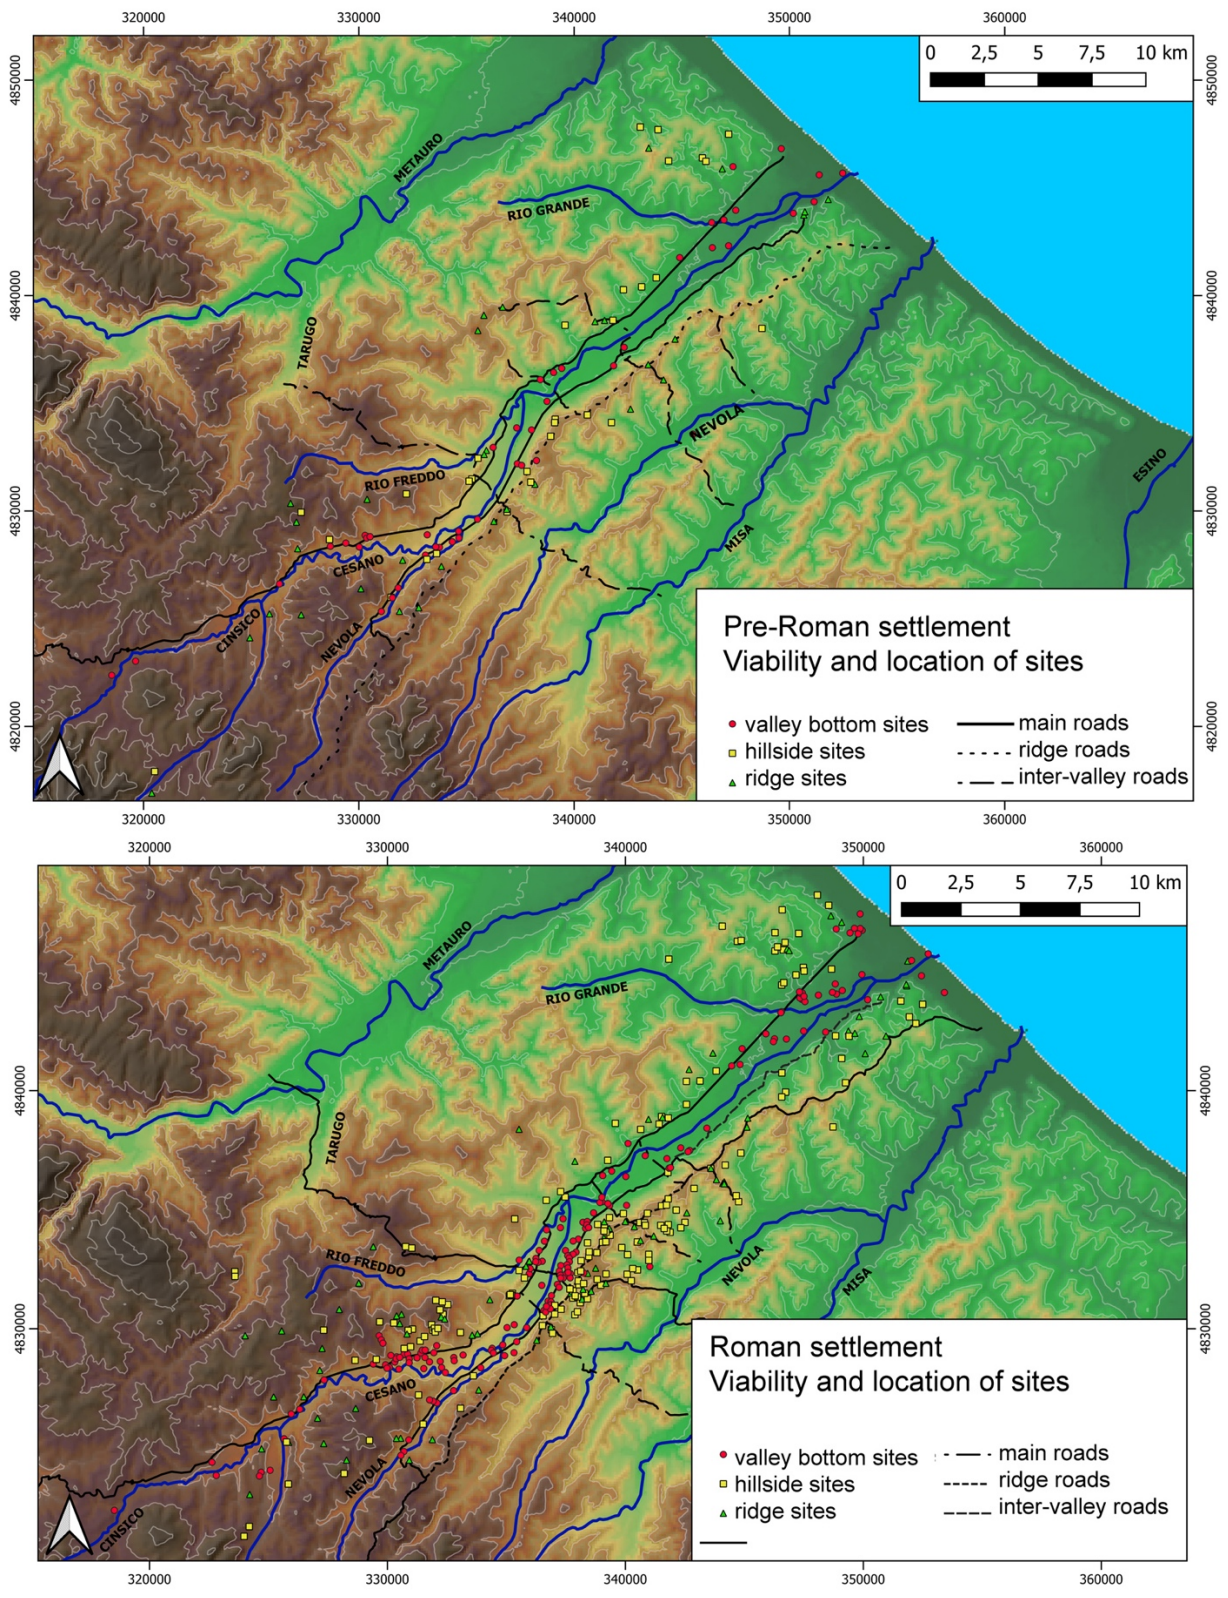 320000 330000 340000 350000 360000
0 2,5 5 7,5 10 km
4850000 4850000
METAURO
RIO GRANDE
4840000 4840000
TARUGO
NEVOLA
RIO FREDDO
ESINO
4830000 4830000
MISA
CESANO
CINSICO
NEVOLA
Pre-Roman settlement
Viability and location of sites
valley bottom sites main roads
hillside sites ridge roads
ridge sites inter-valley roads
4820000 4820000
320000 330000 340000 350000 360000
320000 330000 340000 350000 360000
0 2,5 5 7,5 10 km
METAURO
RIO GRANDE
4840000 4840000
TARUGO
RIO FREDDO
NEVOLA
MISA
4830000 4830000
CESANO
NEVOLA
CINSICO
Roman settlement
Viability and location of sites
valley bottom sites main roads
hillside sites ridge roads
ridge sites inter-valley roads
320000 330000 340000 350000 360000